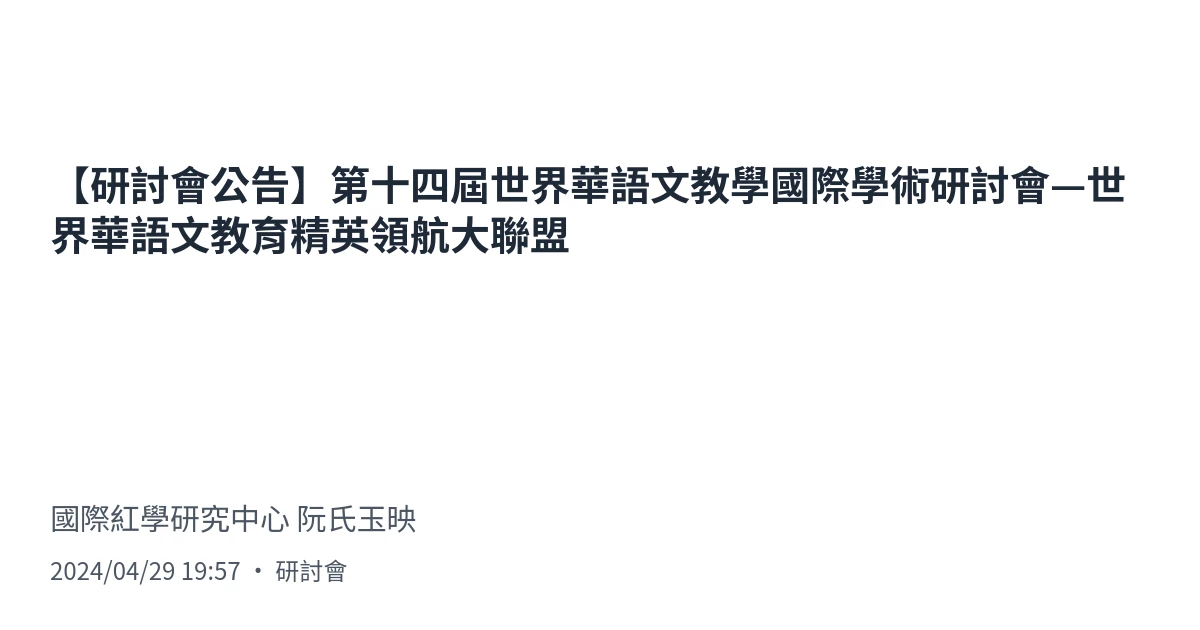 【研討會公告】第十四屆世界華語文教學國際學術研討會—世
界華語文教育精英領航大聯盟
國際紅學研究中心 阮氏玉映
2024/04/29 19:57 • 研討會